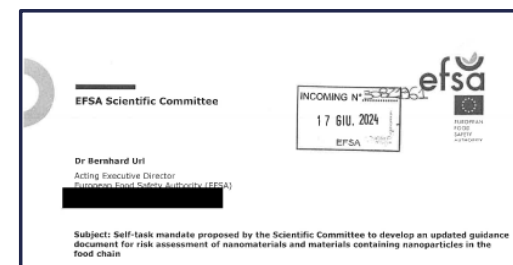 efsa
EUROPEAN
FOOD
SAFETY
AUTHORITY
EFSA Scientific Committee
INCOMING N°
17 GIU. 2024
EFSA
Dr Bernhard Url
Acting Executive Director
European Food Safety Authority (EFSA)
Subject: Self-task mandate proposed by the Scientific Committee to develop an updated guidance
document for risk assessment of nanomaterials and materials containing nanoparticles in the
food chain